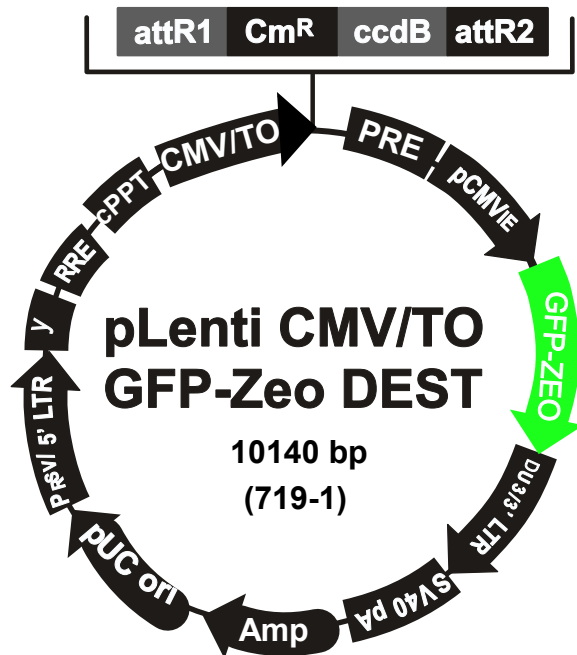 attR1 CmR ccdB attR2
CMV/TO
PRE
pCMVIE
GFP-ZEO
DU3/3' LTR
SV40 pA
Amp
pUC ori
PRSV/ 5' LTR
y
RRE
cPPT
pLenti CMV/TO
GFP-Zeo DEST
10140 bp
(719-1)